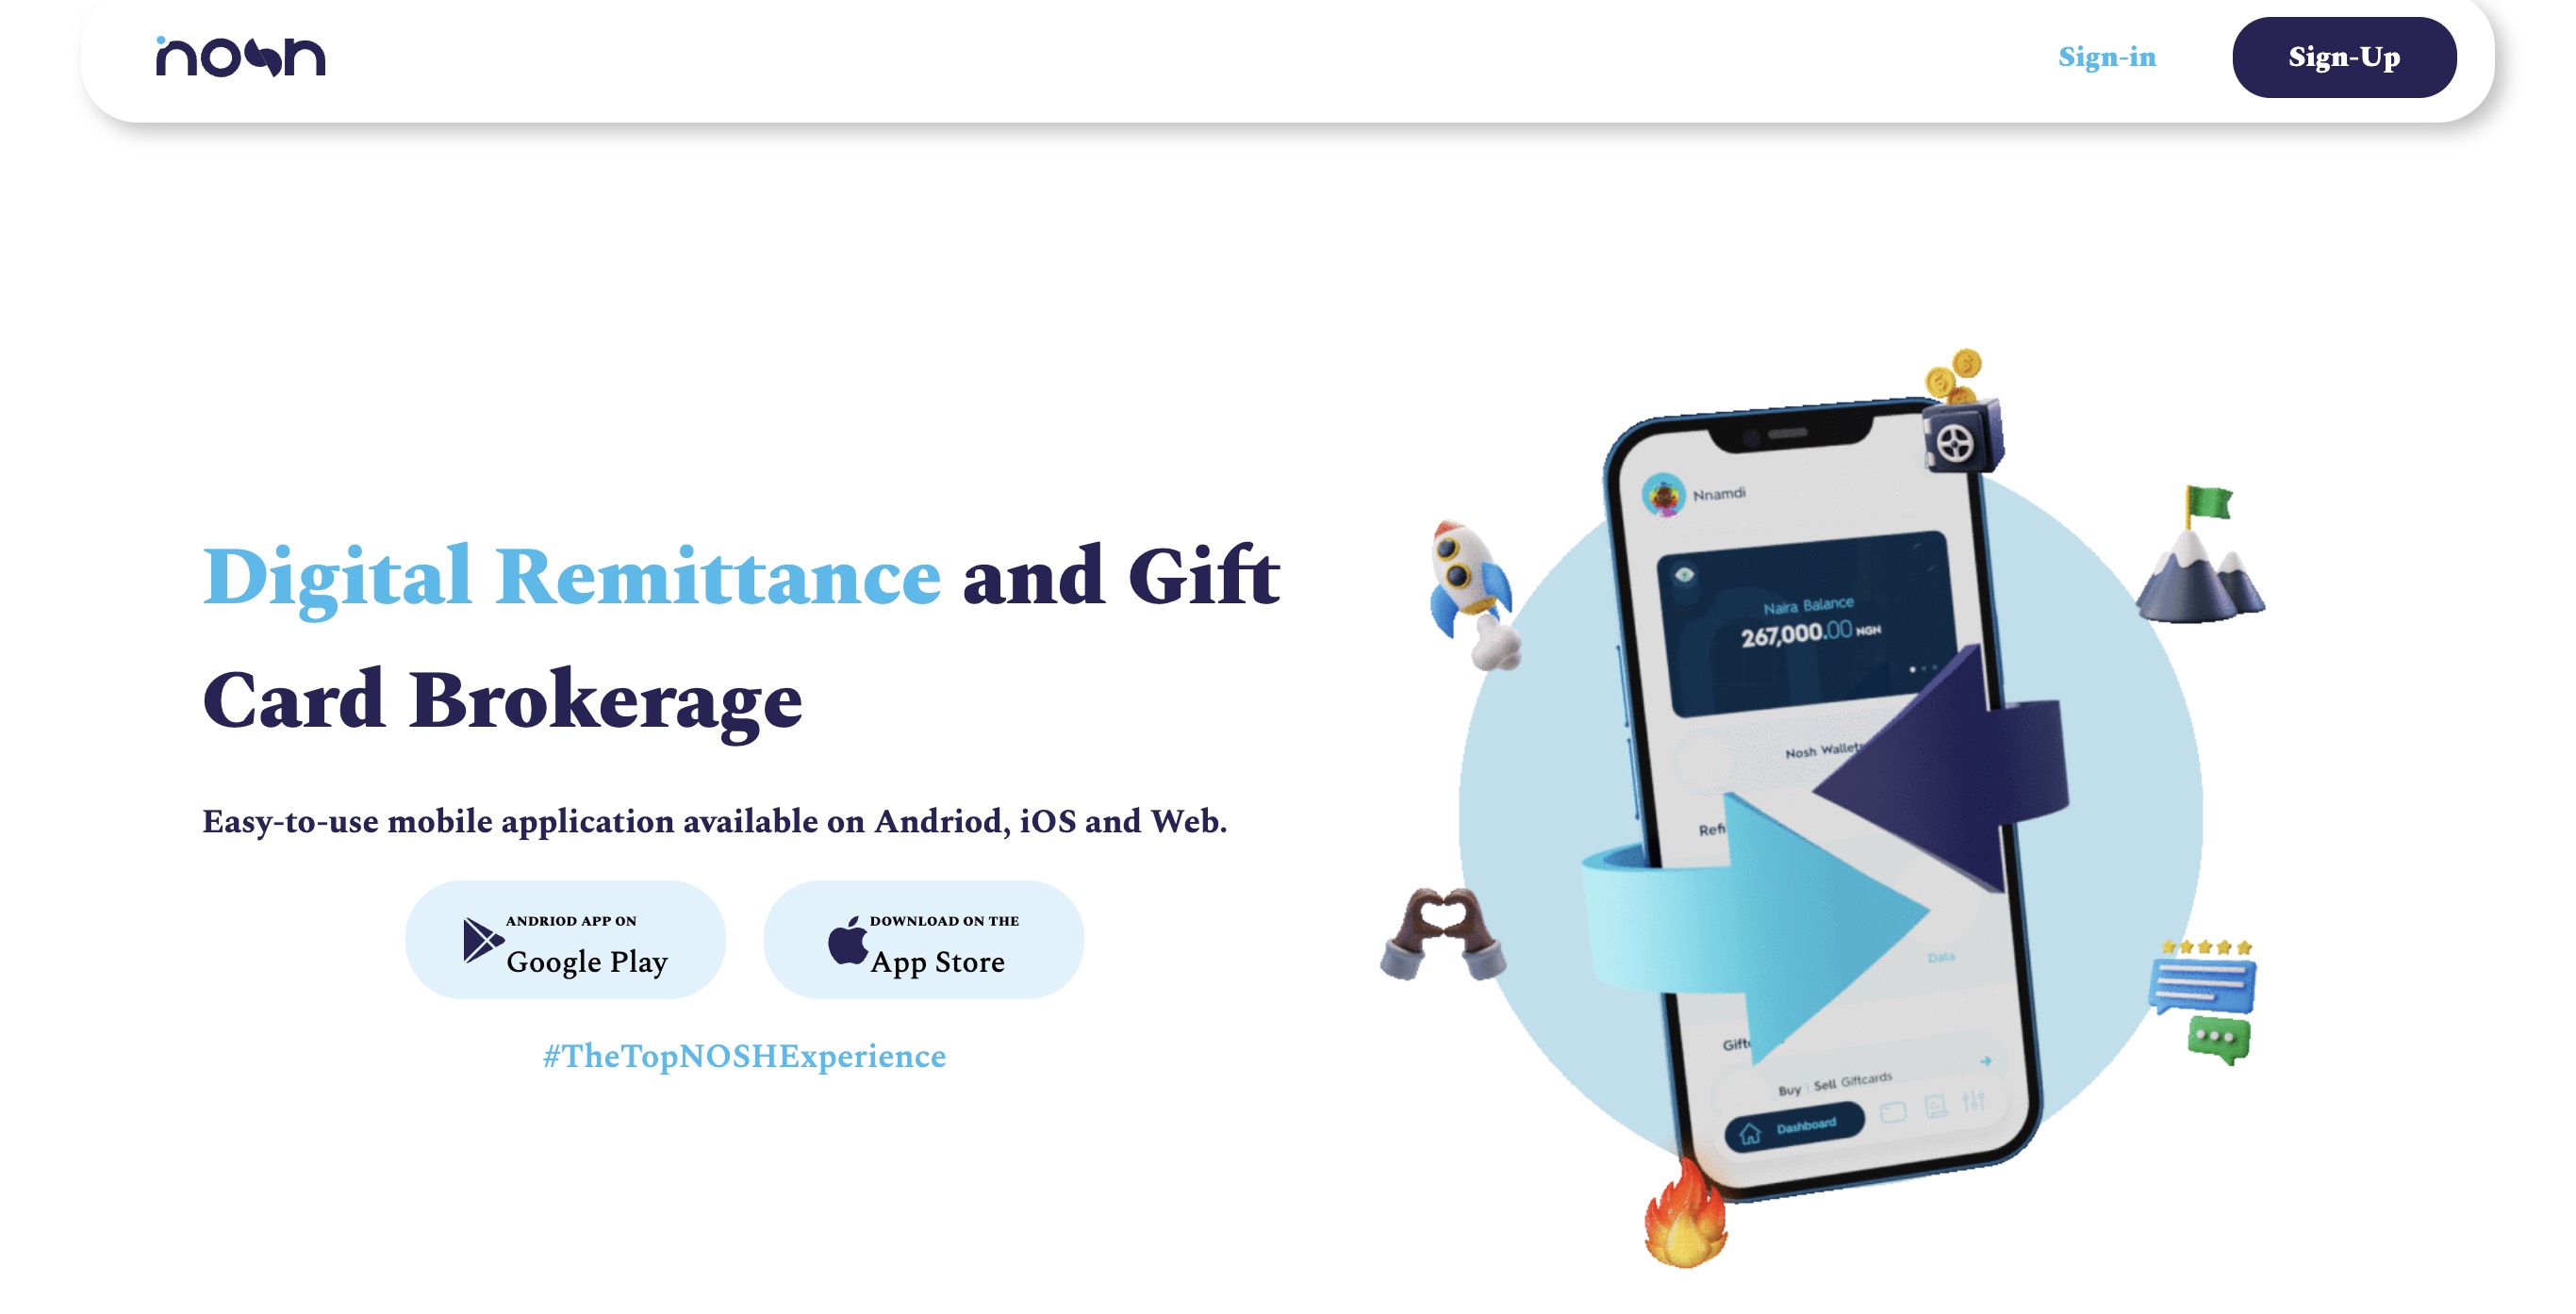 nosh
Sign-in
Sign-Up
Digital Remittance and Gift
Card Brokerage
Easy-to-use mobile application available on Andriod, iOS and Web.
ANDRIOD APP ON
Google Play
DOWNLOAD ON THE
App Store
#TheTopNOSHExperience
Nnamdi
Naira Balance
267,000.00 NGN
Nosh Wallet
Data
Buy | Sell Giftcards
Dashboard